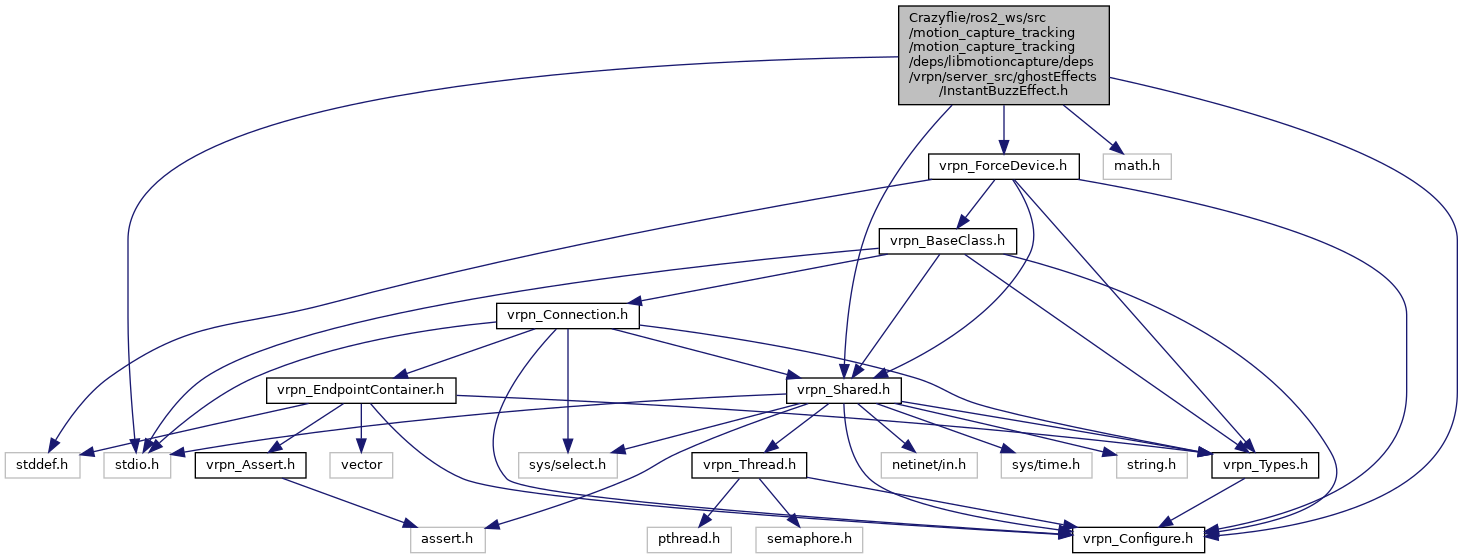 Crazyflie/ros2_ws/src
/motion_capture_tracking
/motion_capture_tracking
/deps/libmotioncapture/deps
/vrpn/server_src/ghostEffects
/InstantBuzzEffect.h
vrpn_ForceDevice.h
math.h
vrpn_BaseClass.h
vrpn_Connection.h
vrpn_EndpointContainer.h
vrpn_Shared.h
stddef.h
stdio.h
vrpn_Assert.h
vector
sys/select.h
vrpn_Thread.h
netinet/in.h
sys/time.h
string.h
vrpn_Types.h
assert.h
pthread.h
semaphore.h
vrpn_Configure.h